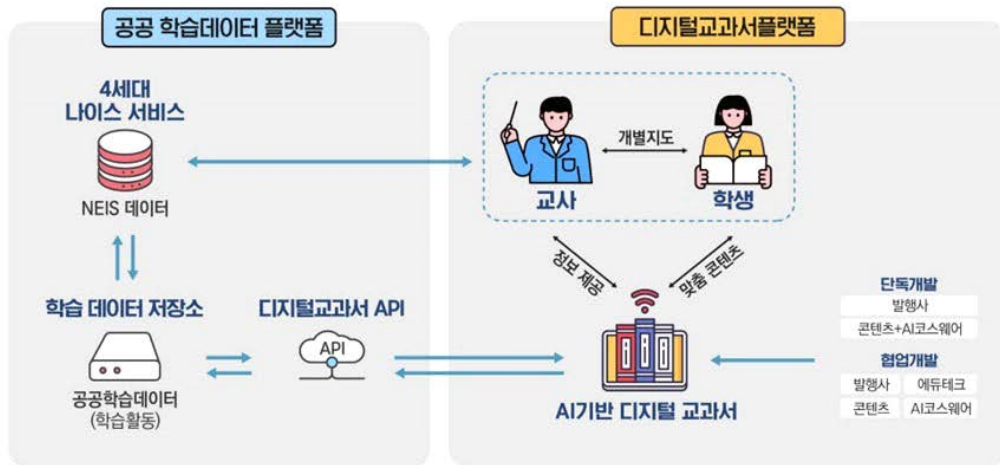 공공 학습데이터 플랫폼
4세대
나이스 서비스
NEIS 데이터
학습 데이터 저장소
공공학습데이터
(학습활동)
디지털교과서 API
API
디지털교과서플랫폼
개별지도
교사
학생
정보 제공
맞춤 콘텐츠
AI기반 디지털 교과서
단독개발
발행사
콘텐츠+AI코스웨어
협업개발
발행사 에듀테크
콘텐츠 AI코스웨어